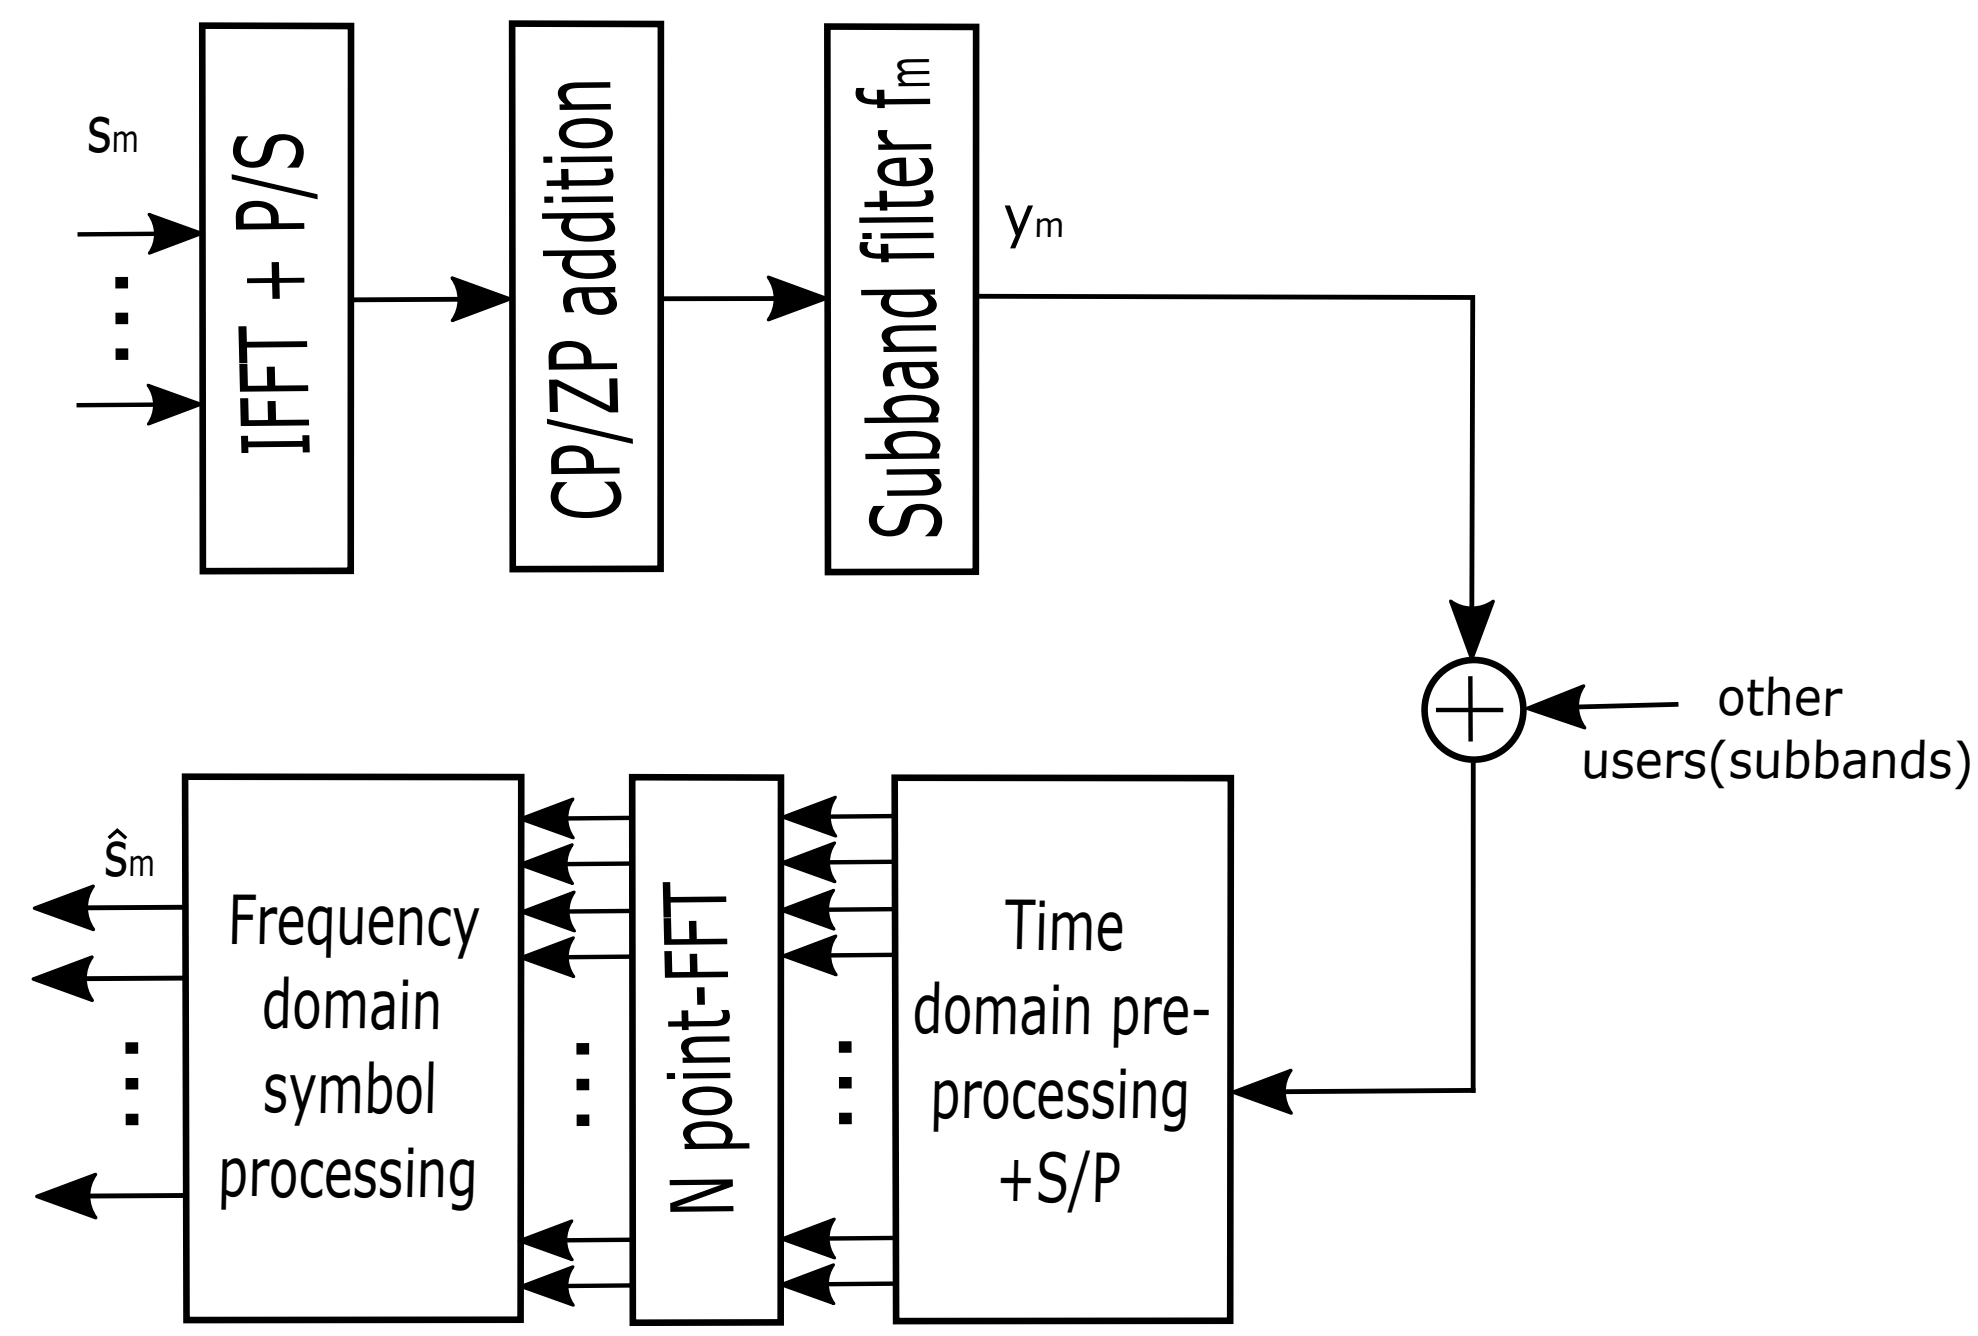 sm
IFFT + P/S
CP/ZP addition
Subband filter fm
ym
other
users(subbands)
ŝm
Frequency
domain
symbol
processing
N point-FFT
Time
domain pre-
processing
+S/P